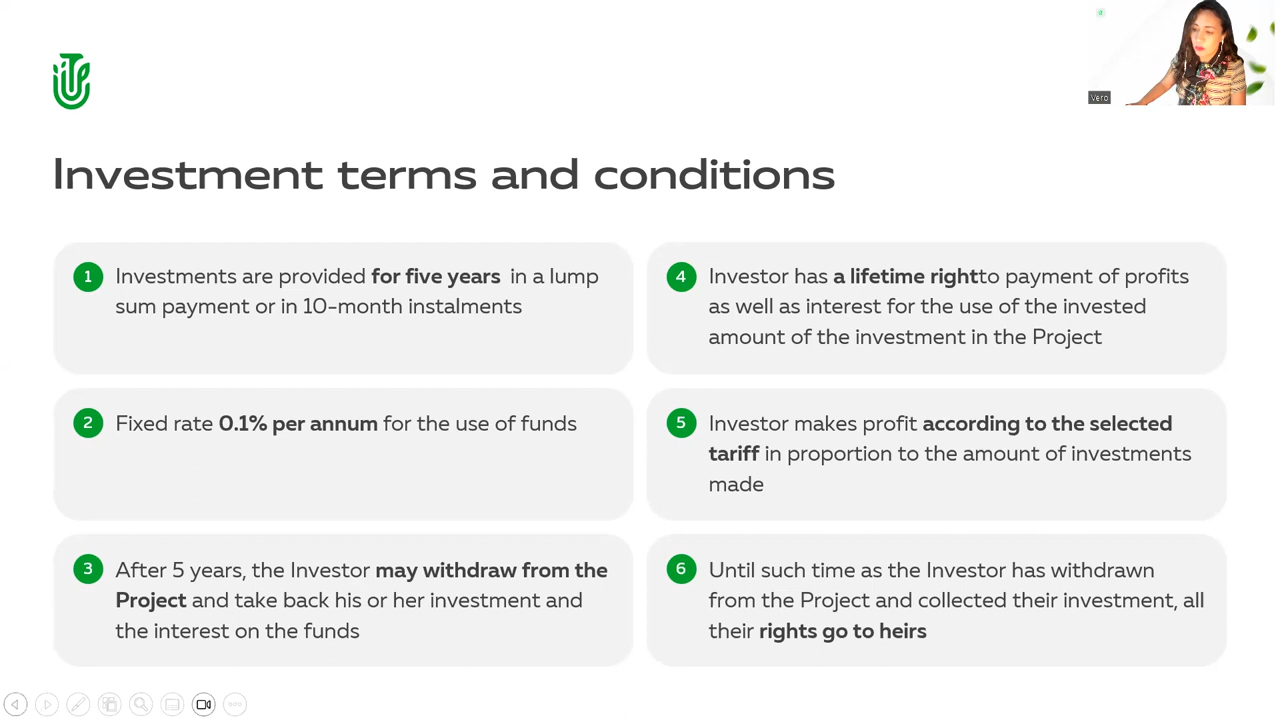 Vero
Investment terms and conditions
1
Investments are provided for five years in a lump
sum payment or in 10-month instalments
2
Fixed rate 0.1% per annum for the use of funds
3
After 5 years, the Investor may withdraw from the
Project and take back his or her investment and
the interest on the funds
4
Investor has a lifetime rightto payment of profits
as well as interest for the use of the invested
amount of the investment in the Project
5
Investor makes profit according to the selected
tariff in proportion to the amount of investments
made
6
Until such time as the Investor has withdrawn
from the Project and collected their investment, all
their rights go to heirs